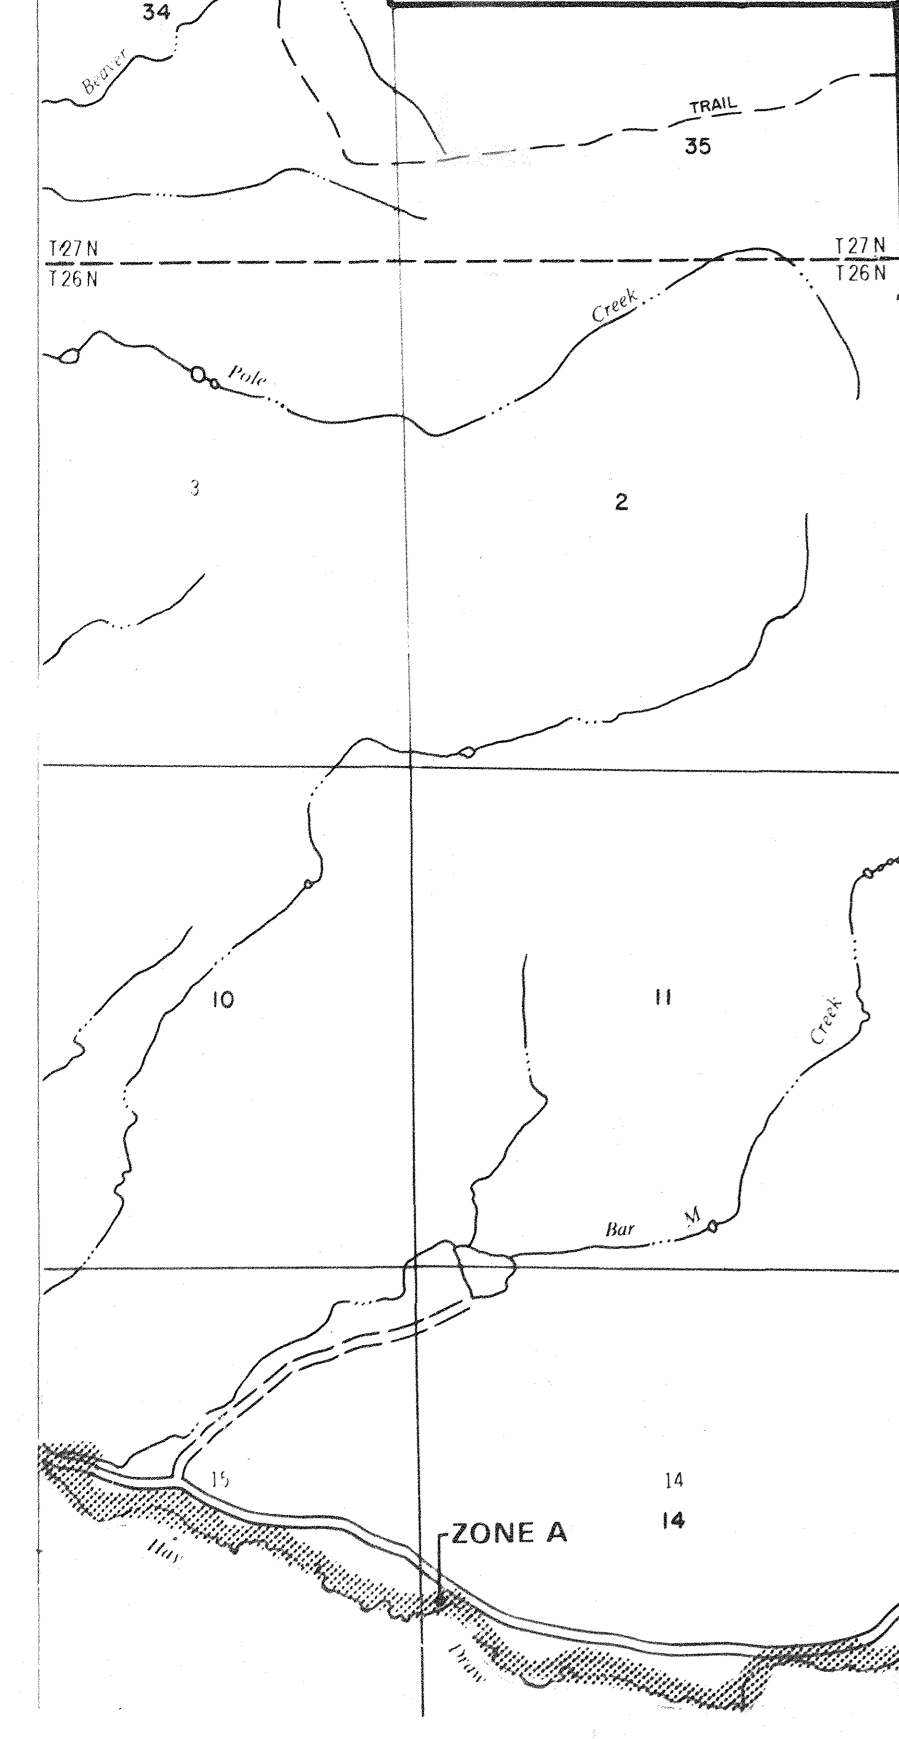 34
Beaver
TRAIL
35
T27N
T26N
T27N
T26N
Creek
Pole
3
2
10
11
Creek
Bar
M
15
14
14
ZONE A
Hay
Draw